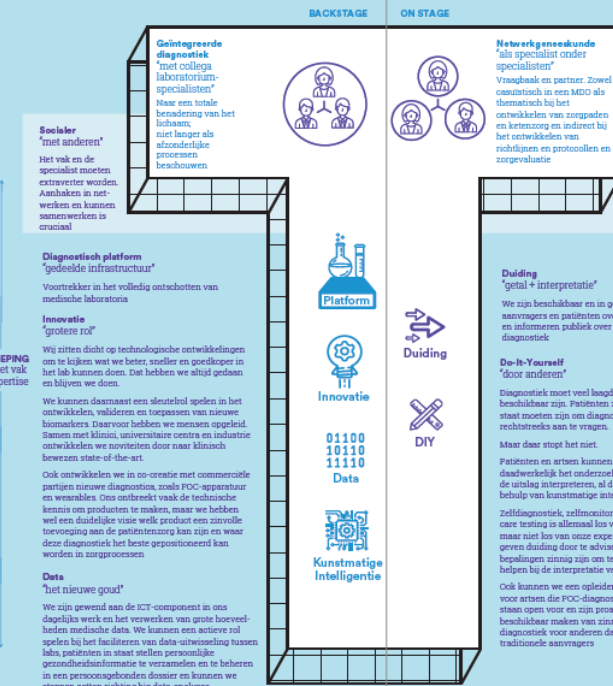 BACKSTAGE
ON STAGE
Geïntegreerde
diagnostiek
"met collega
laboratorium-
specialisten"
Naar een totale
benadering van het
lichaam;
niet langer als
afzonderlijke
processen
beschouwen
Netwerkgeneeskunde
"als specialist onder
specialisten"
Vraagbaak en partner. Zowel
casuïstisch in een MDO als
thematisch bij het
ontwikkelen van zorgpaden
en ketenzorg en indirect bij
het ontwikkelen van
richtlijnen en protocollen en
zorgevaluatie
Socialer
"met anderen"
Het vak en de
specialist moeten
extraverter worden.
Aanhaken in net-
werken en kunnen
samenwerken is
cruciaal
Diagnostisch platform
"gedeelde infrastructuur"
Voortrekker in het volledig ontschotten van
medische laboratoria
Innovatie
"grotere rol"
Wij zitten dicht op technologische ontwikkelingen
om te kijken wat we beter, sneller en goedkoper in
het lab kunnen doen. Dat hebben we altijd gedaan
en blijven we doen.
We kunnen daarnaast een sleutelrol spelen in het
ontwikkelen, valideren en toepassen van nieuwe
biomarkers. Daarvoor hebben we mensen opgeleid.
Samen met klinici, universitaire centra en industrie
ontwikkelen we noviteiten door naar klinisch
bewezen state-of-the-art.
Ook ontwikkelen we in co-creatie met commerciële
partijen nieuwe diagnostica, zoals POC-apparatuur
en wearables. Ons ontbreekt vaak de technische
kennis om producten te maken, maar we hebben
wel een duidelijke visie welk product een zinvolle
toevoeging aan de patiëntenzorg kan zijn en waar
deze diagnostiek het beste gepositioneerd kan
worden in zorgprocessen
Data
"het nieuwe goud"
We zijn gewend aan de ICT-component in ons
dagelijks werk en het verwerken van grote hoeveel-
heden medische data. We kunnen een actieve rol
spelen bij het faciliteren van data-uitwisseling tussen
labs, patiënten in staat stellen persoonlijke
gezondheidsinformatie te verzamelen en te beheren
in een persoonsgebonden dossier en kunnen we
EPING
et vak
pertise
Platform
Innovatie
01100
10110
11110
Data
Kunstmatige
Intelligentie
Duiding
DIY
Duiding
"getal + interpretatie"
We zijn beschikbaar en in ge
aanvragers en patiënten ov
en informeren publiek over
diagnostiek
Do-It-Yourself
"door anderen"
Diagnostiek moet veel laagd
beschikbaar zijn. Patiënten
staat moeten zijn om diagno
rechtstreeks aan te vragen.
Maar daar stopt het niet.
Patiënten en artsen kunnen
daadwerkelijk het onderzoe
de uitslag interpreteren, al d
behulp van kunstmatige int
Zelfdiagnostiek, zelfmonitor
care testing is allemaal los v
maar niet los van onze expe
geven duiding door te advise
bepalingen zinnig zijn om te
helpen bij de interpretatie v
Ook kunnen we een opleide
voor artsen die POC-diagnos
staan open voor en zijn proa
beschikbaar maken van zin
diagnostiek voor anderen da
traditionele aanvragers